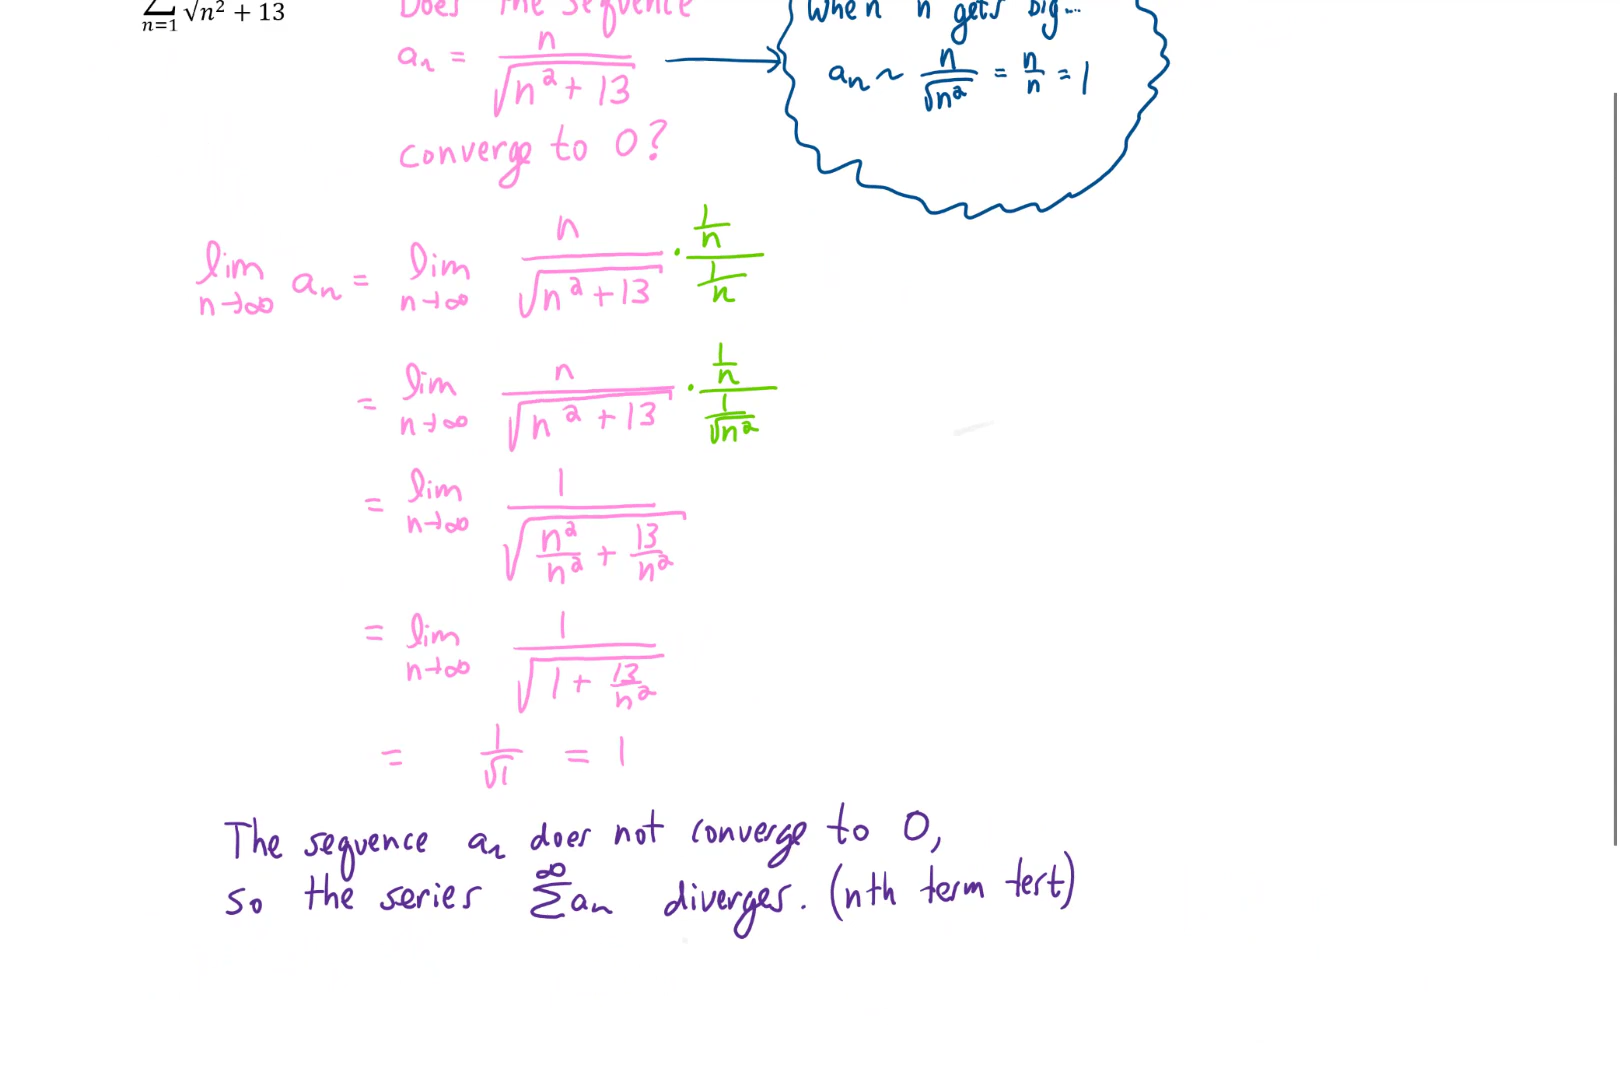 ∑ √n² + 13
n=1
Does the sequence
aₙ = n / √(n² + 13)
converge to 0?
when n gets big...
aₙ ~ n/√n² = n/n = 1
lim n→∞ aₙ = lim n→∞ n/√(n² + 13) · (1/n)/(1/n)
= lim n→∞ n/√(n² + 13) · (1/n)/(1/√n²)
= lim n→∞ 1/√(n²/n² + 13/n²)
= lim n→∞ 1/√(1 + 13/n²)
= 1/√1 = 1
The sequence aₙ does not converge to 0,
so the series ∞∑aₙ diverges. (nth term test)